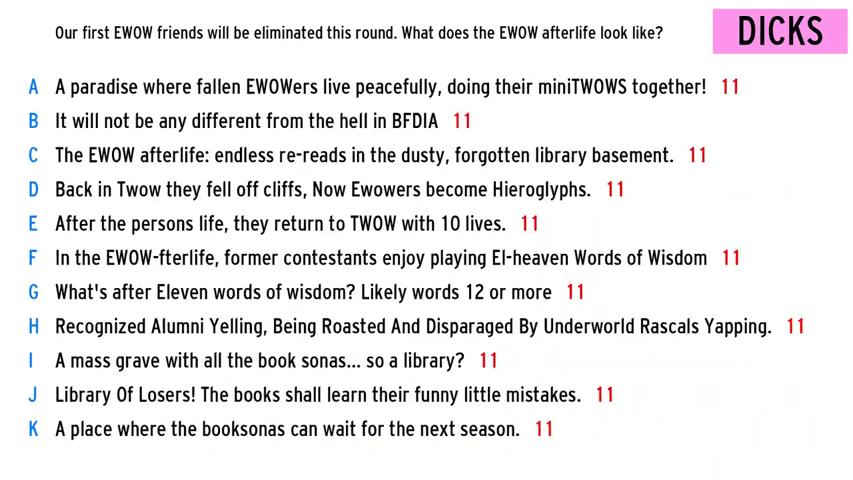 Our first EWOW friends will be eliminated this round. What does the EWOW afterlife look like?
DICKS
A A paradise where fallen EWOWers live peacefully, doing their miniTWOWS together! 11
B It will not be any different from the hell in BFDIA 11
C The EWOW afterlife: endless re-reads in the dusty, forgotten library basement. 11
D Back in Twow they fell off cliffs, Now Ewowers become Hieroglyphs. 11
E After the persons life, they return to TWOW with 10 lives. 11
F In the EWOW-fterlife, former contestants enjoy playing El-heaven Words of Wisdom 11
G What's after Eleven words of wisdom? Likely words 12 or more 11
H Recognized Alumni Yelling, Being Roasted And Disparaged By Underworld Rascals Yapping. 11
I A mass grave with all the book sonas... so a library? 11
J Library Of Losers! The books shall learn their funny little mistakes. 11
K A place where the booksonas can wait for the next season. 11